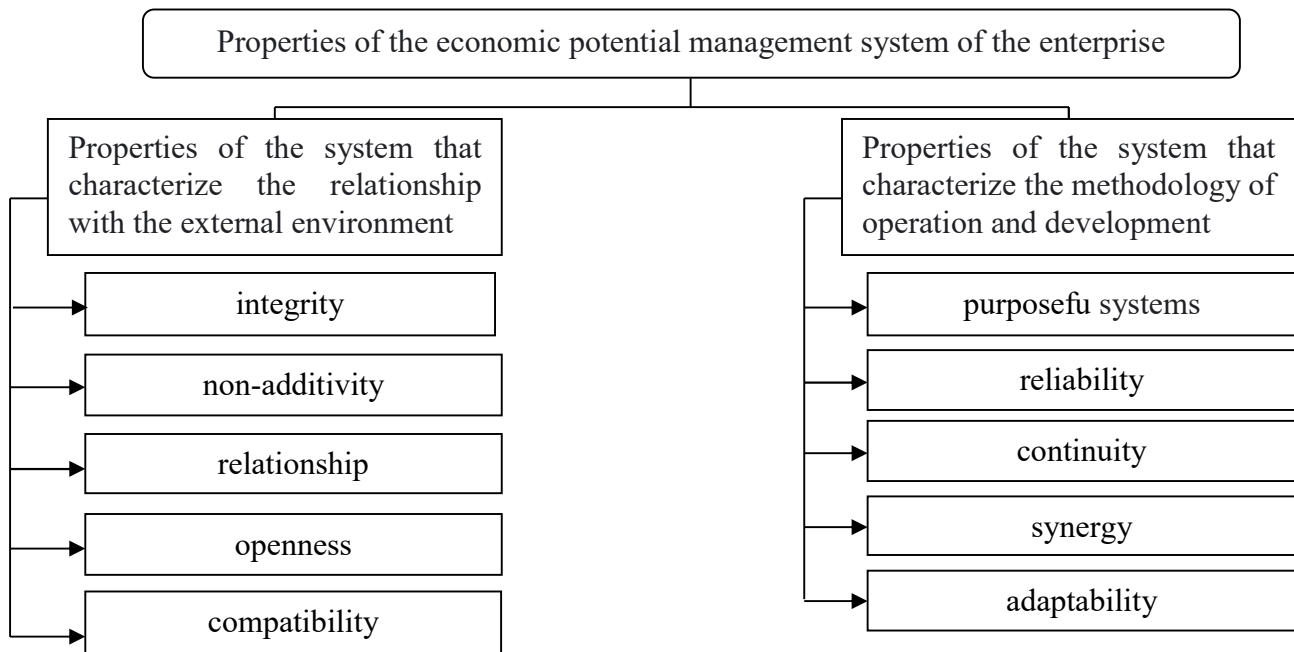 Properties of the economic potential management system of the enterprise
Properties of the system that
characterize the relationship
with the external environment
integrity
non-additivity
relationship
openness
compatibility
Properties of the system that
characterize the methodology of
operation and development
purposefu systems
reliability
continuity
synergy
adaptability